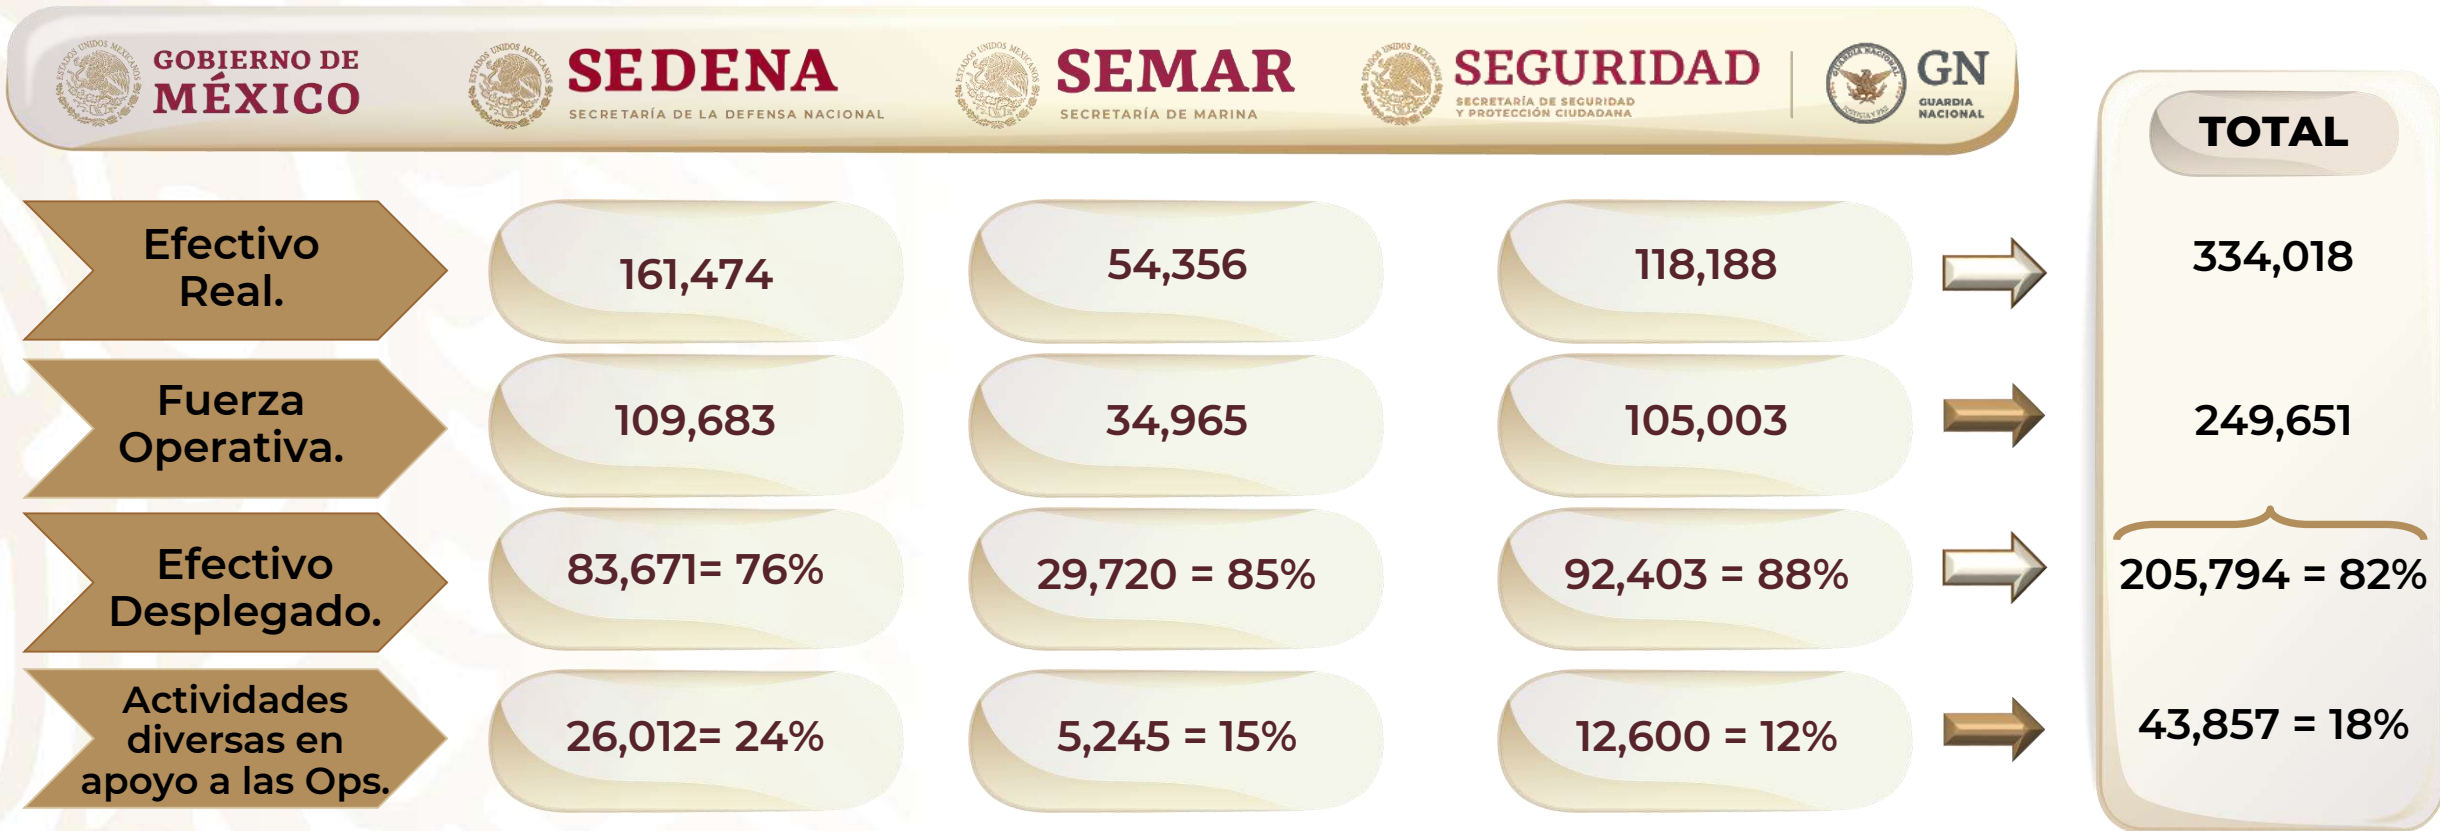 GOBIERNO DE
MÉXICO
SEDENA
SECRETARÍA DE LA DEFENSA NACIONAL
SEMAR
SECRETARÍA DE MARINA
SEGURIDAD
SECRETARÍA DE SEGURIDAD
Y PROTECCIÓN CIUDADANA
GN
GUARDIA
NACIONAL
TOTAL
Efectivo
Real.
161,474
54,356
118,188
334,018
Fuerza
Operativa.
109,683
34,965
105,003
249,651
Efectivo
Desplegado.
83,671= 76%
29,720 = 85%
92,403 = 88%
205,794 = 82%
Actividades
diversas en
apoyo a las Ops.
26,012= 24%
5,245 = 15%
12,600 = 12%
43,857 = 18%